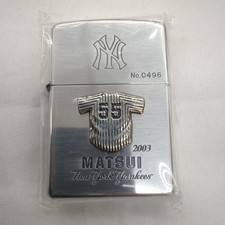 NY
No.0496
55
2003
MATSUI
New York Yankees